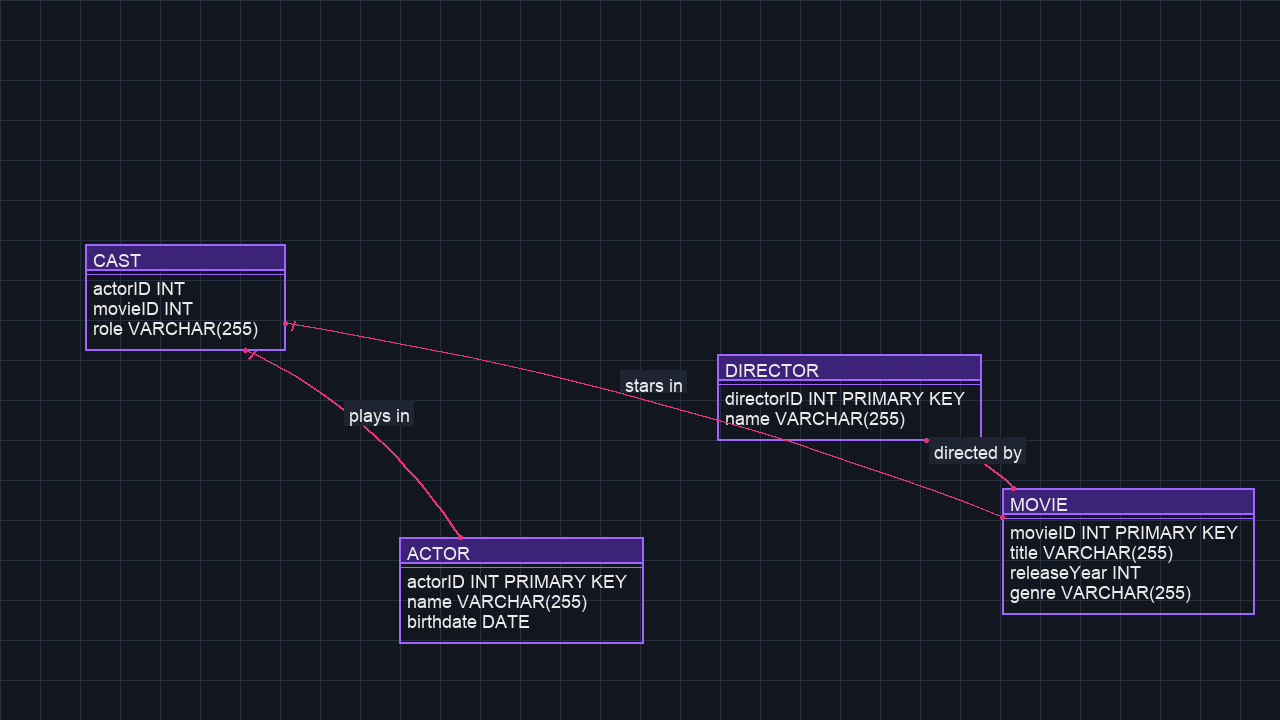 CAST
actorID INT
movieID INT
role VARCHAR(255)
stars in
plays in
DIRECTOR
directorID INT PRIMARY KEY
name VARCHAR(255)
directed by
MOVIE
movieID INT PRIMARY KEY
title VARCHAR(255)
releaseYear INT
genre VARCHAR(255)
ACTOR
actorID INT PRIMARY KEY
name VARCHAR(255)
birthdate DATE